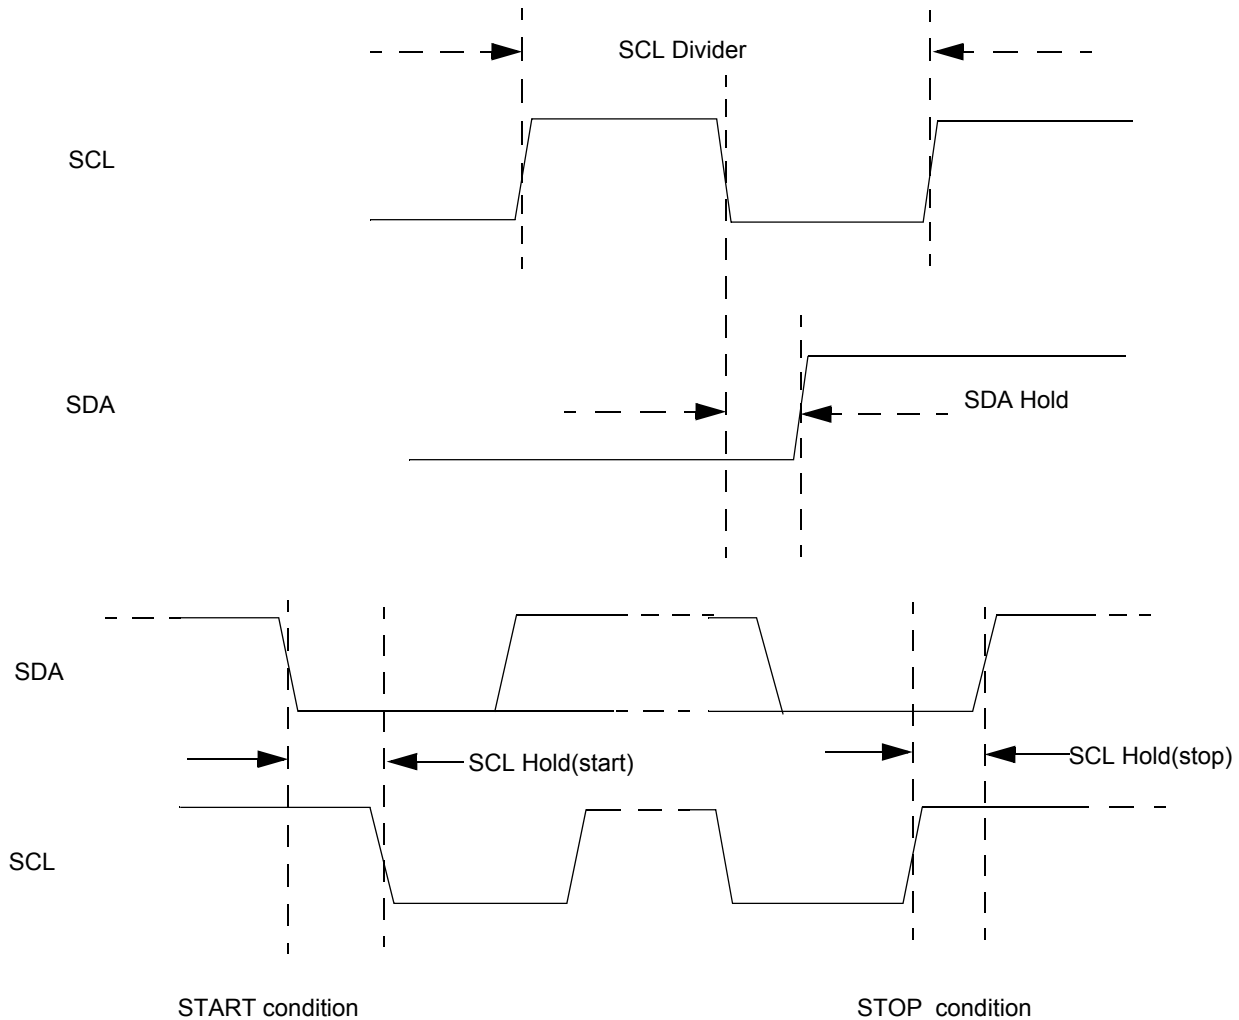 SCL Divider
SCL
SDA
SDA Hold
SDA
SCL Hold(start)
SCL Hold(stop)
SCL
START condition
STOP condition